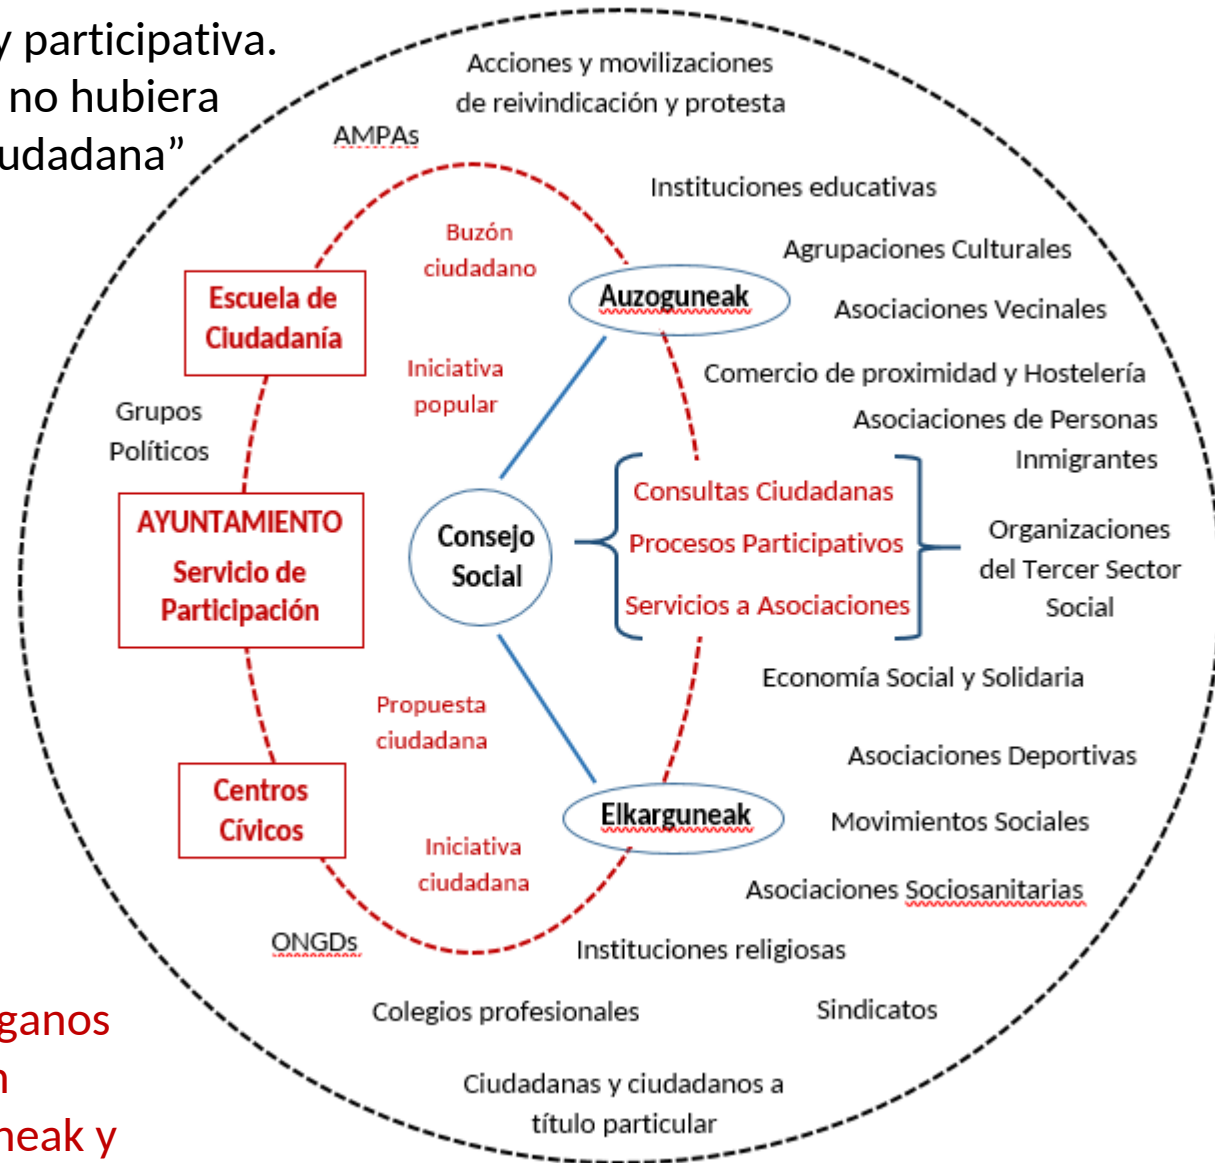 y participativa.
no hubiera
udadana”
Acciones y movilizaciones
de reivindicación y protesta
AMPAs
Instituciones educativas
Buzón
ciudadano
Agrupaciones Culturales
Escuela de
Ciudadanía
Auzoguneak
Asociaciones Vecinales
Iniciativa
popular
Comercio de proximidad y Hostelería
Grupos
Políticos
Asociaciones de Personas
Inmigrantes
AYUNTAMIENTO
Servicio de
Participación
Consejo
Social
Consultas Ciudadanas
Procesos Participativos
Servicios a Asociaciones
Organizaciones
del Tercer Sector
Social
Economía Social y Solidaria
Propuesta
ciudadana
Asociaciones Deportivas
Centros
Cívicos
Elkarguneak
Movimientos Sociales
Iniciativa
ciudadana
Asociaciones Sociosanitarias
ONGDs
Instituciones religiosas
Colegios profesionales
Sindicatos
Ciudadanas y ciudadanos a
título particular
ganos
n
neak y